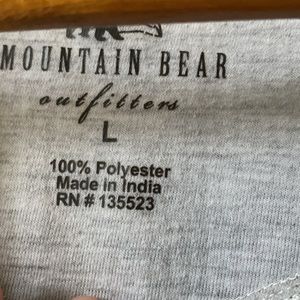 MOUNTAIN BEAR
outfitters
L
100% Polyester
Made in India
RN # 135523